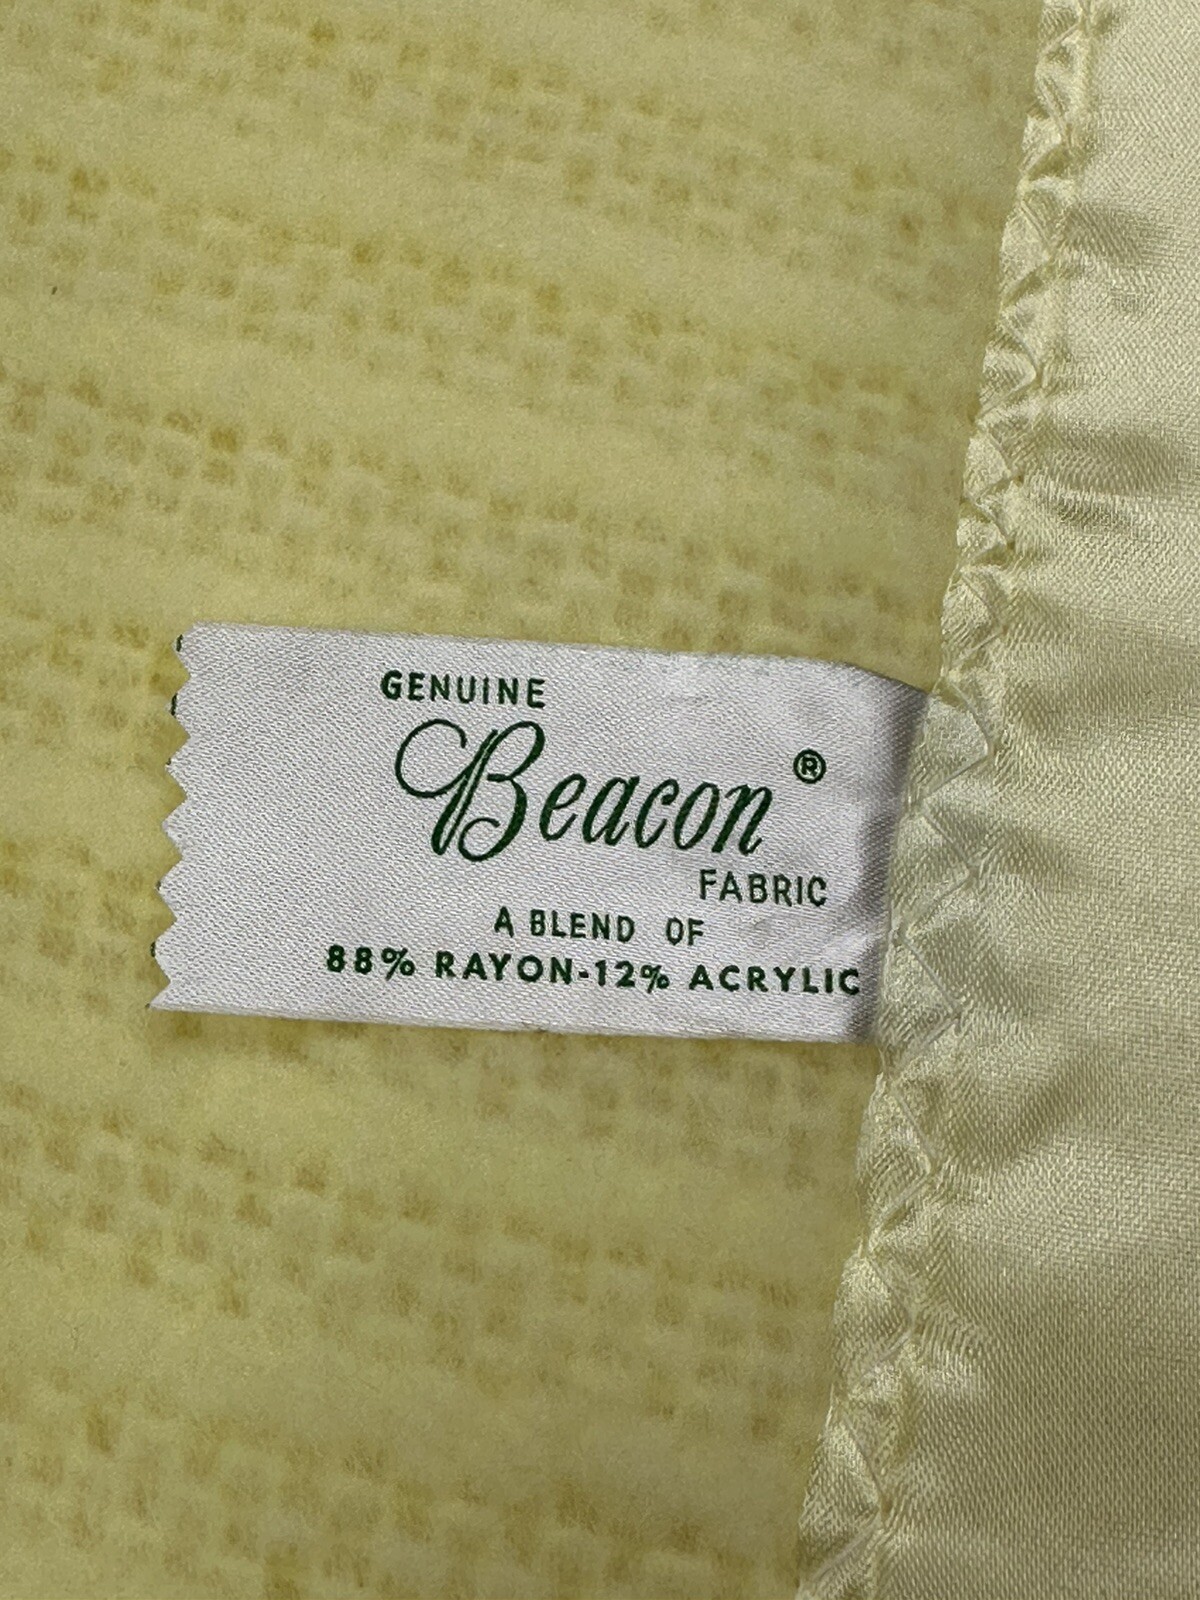 GENUINE
Beacon®
FABRIC
A BLEND OF
88% RAYON-12% ACRYLIC